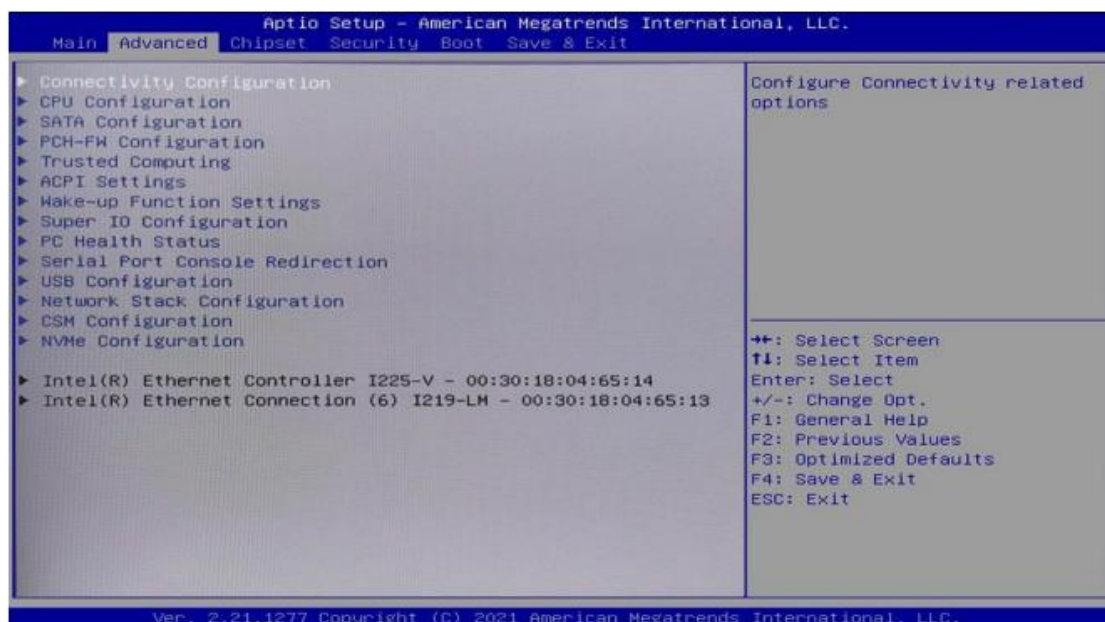 Aptio Setup – American Megatrends International, LLC.
Main Advanced Chipset Security Boot Save & Exit
► Connectivity Configuration
► CPU Configuration
► SATA Configuration
► PCH-FW Configuration
► Trusted Computing
► ACPI Settings
► Wake-up Function Settings
► Super IO Configuration
► PC Health Status
► Serial Port Console Redirection
► USB Configuration
► Network Stack Configuration
► CSM Configuration
► NVMe Configuration
► Intel(R) Ethernet Controller I225-V – 00:30:18:04:65:14
► Intel(R) Ethernet Connection (6) I219-LM – 00:30:18:04:65:13
Configure Connectivity related
options
→←: Select Screen
↑↓: Select Item
Enter: Select
+/-: Change Opt.
F1: General Help
F2: Previous Values
F3: Optimized Defaults
F4: Save & Exit
ESC: Exit
Ver. 2.21.1277 Copyright (C) 2021 American Megatrends International, LLC.